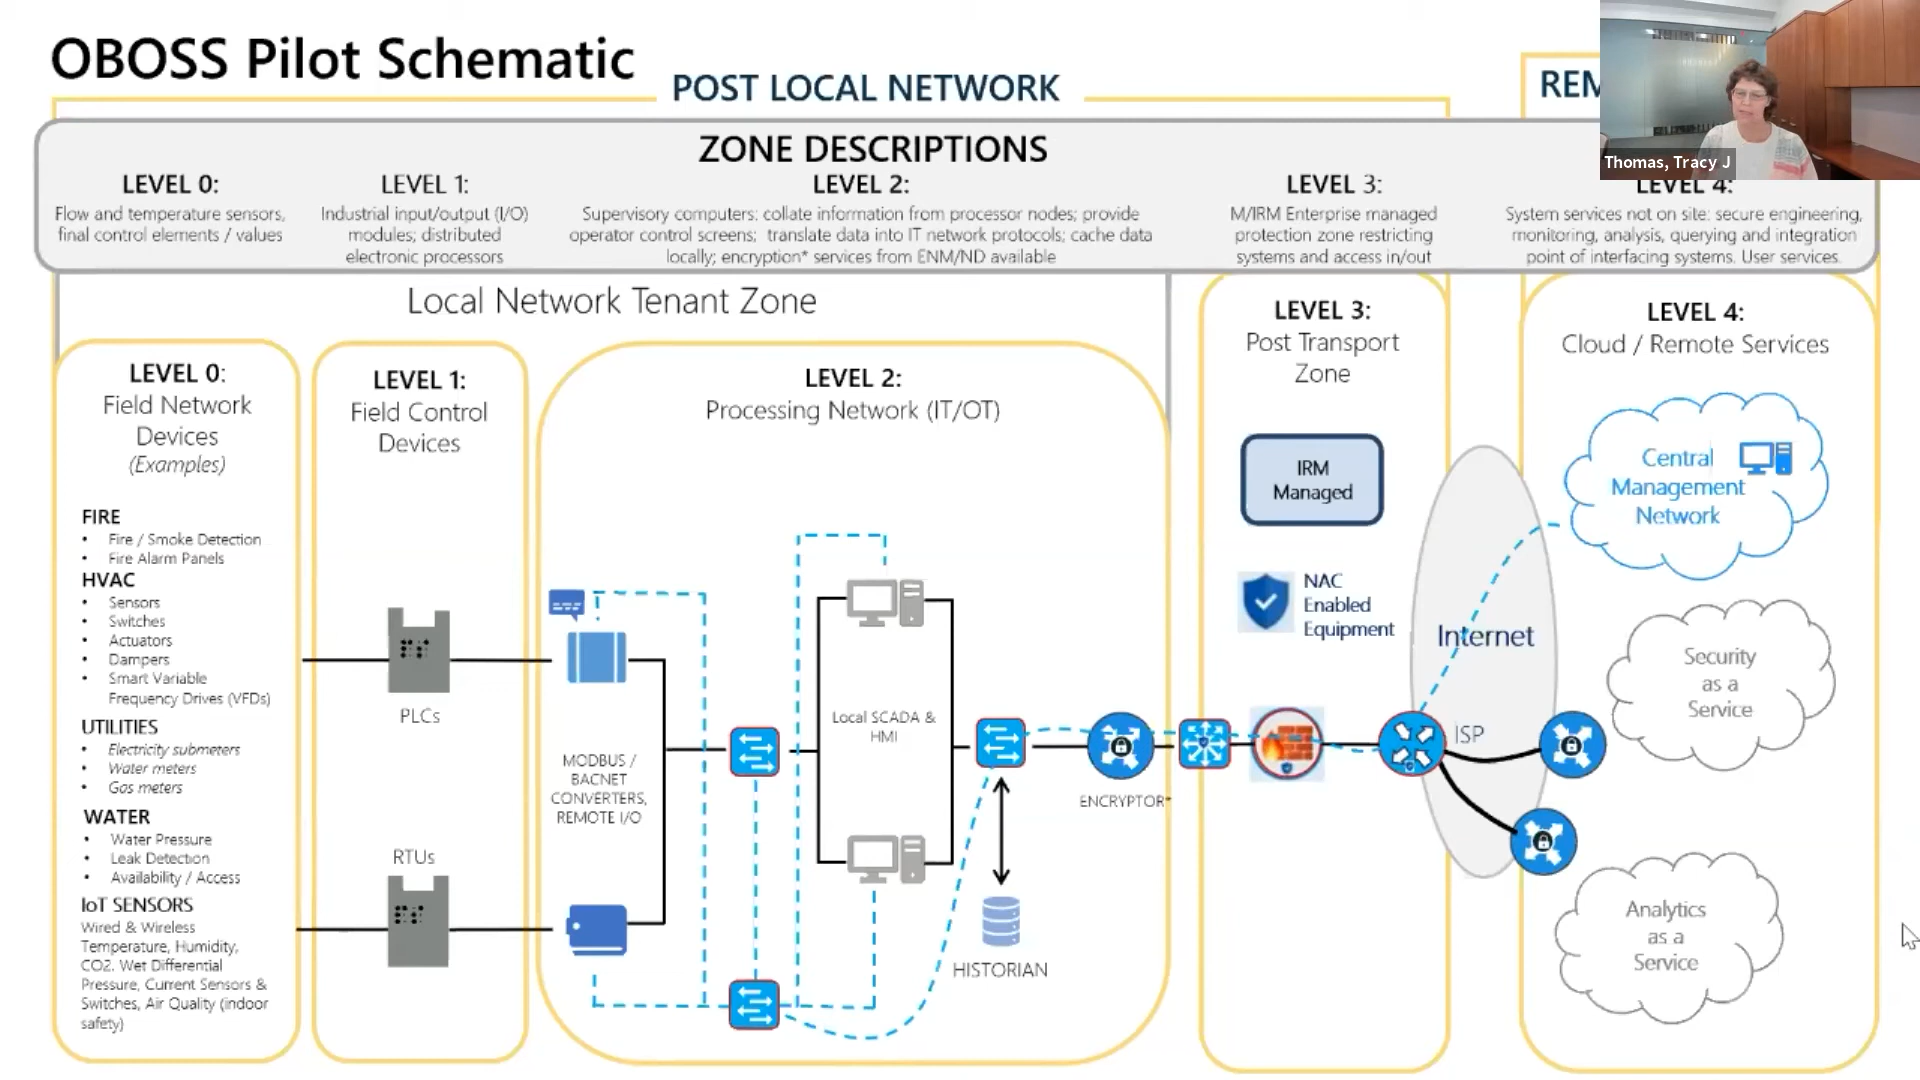 OBOSS Pilot Schematic
POST LOCAL NETWORK
REM
Thomas, Tracy J
ZONE DESCRIPTIONS
LEVEL 0:
Flow and temperature sensors,
final control elements / values
LEVEL 1:
Industrial input/output (I/O)
modules; distributed
electronic processors
LEVEL 2:
Supervisory computers: collate information from processor nodes; provide
operator control screens; translate data into IT network protocols; cache data
locally; encryption* services from ENM/ND available
LEVEL 3:
M/IRM Enterprise managed
protection zone restricting
systems and access in/out
LEVEL 4:
System services not on site: secure engineering,
monitoring, analysis, querying and integration
point of interfacing systems. User services.
Local Network Tenant Zone
LEVEL 0:
Field Network
Devices
(Examples)
FIRE
• Fire / Smoke Detection
• Fire Alarm Panels
HVAC
• Sensors
• Switches
• Actuators
• Dampers
• Smart Variable
Frequency Drives (VFDs)
UTILITIES
• Electricity submeters
• Water meters
• Gas meters
WATER
• Water Pressure
• Leak Detection
• Availability / Access
IoT SENSORS
Wired & Wireless
Temperature, Humidity,
CO2. Wet Differential
Pressure, Current Sensors &
Switches, Air Quality (indoor
safety)
LEVEL 1:
Field Control
Devices
PLCs
RTUs
LEVEL 2:
Processing Network (IT/OT)
MODBUS /
BACNET
CONVERTERS,
REMOTE I/O
Local SCADA &
HMI
HISTORIAN
ENCRYPTOR*
LEVEL 3:
Post Transport
Zone
IRM
Managed
NAC
Enabled
Equipment
Internet
ISP
LEVEL 4:
Cloud / Remote Services
Central
Management
Network
Security
as a
Service
Analytics
as a
Service